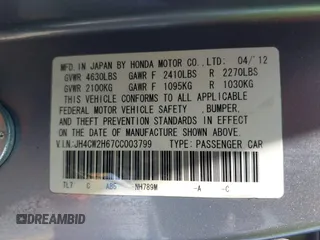 MFD. IN JAPAN BY HONDA MOTOR CO., LTD. 04/'12
GVWR 4630LBS GAWR F 2410LBS R 2270LBS
GVWR 2100KG GAWR F 1095KG R 1030KG
THIS VEHICLE CONFORMS TO ALL APPLICABLE
FEDERAL MOTOR VEHICLE SAFETY, BUMPER,
AND THEFT PREVENTION STANDARDS IN EFFECT
ON THE DATE OF MANUFACTURE SHOWN ABOVE.
V.I.N:JH4CW2H67CC003799 TYPE: PASSENGER CAR
TL7 C A85 NH789M -A -C
DREAMBID